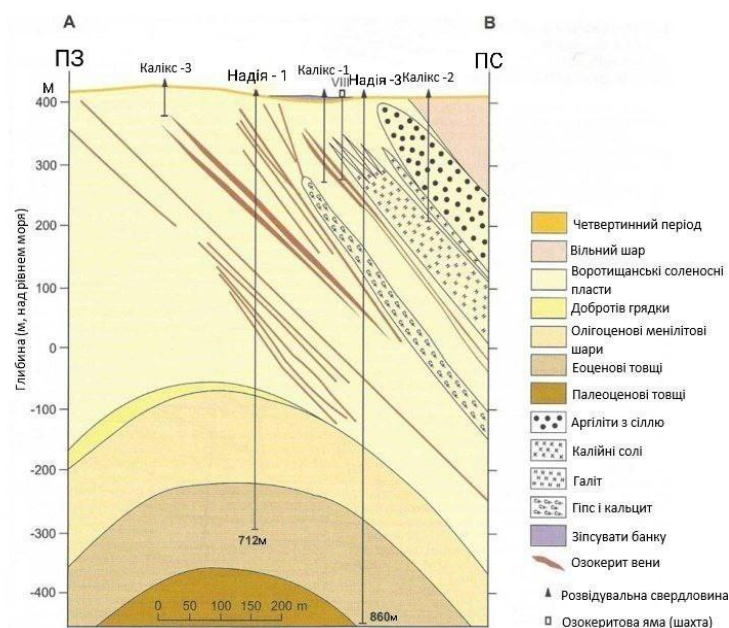 А
В
ПЗ
ПС
Калікс -3
Надія - 1
Калікс -1
VIII
Надія -3
Калікс -2
м
400
300
200
100
0
-100
-200
-300
-400
Глибина (м, над рівнем моря)
712м
860м
0 50 100 150 200 m
Четвертинний період
Вільний шар
Воротищанські соленосні
пласти
Добротів грядки
Олігоценові менілітові
шари
Еоценові товщі
Палеоценові товщі
Аргіліти з сіллю
Калійні солі
Галіт
Гіпс і кальцит
Зіпсувати банку
Озокерит вени
Розвідувальна свердловина
Озокеритова яма (шахта)